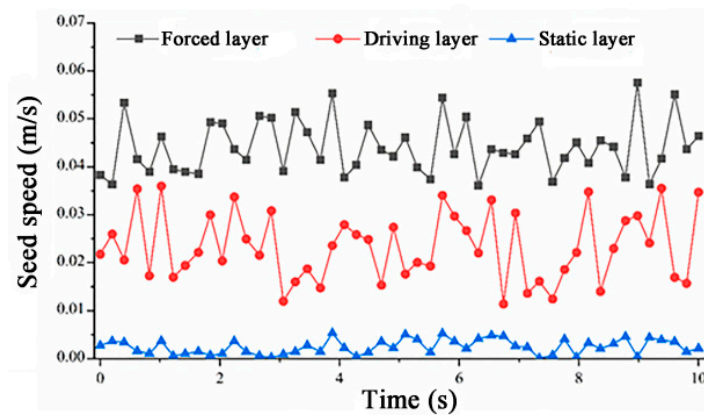 0.07
Forced layer Driving layer Static layer
0.06
0.05
0.04
0.03
0.02
0.01
0.00
Seed speed (m/s)
0 2 4 6 8 10
Time (s)